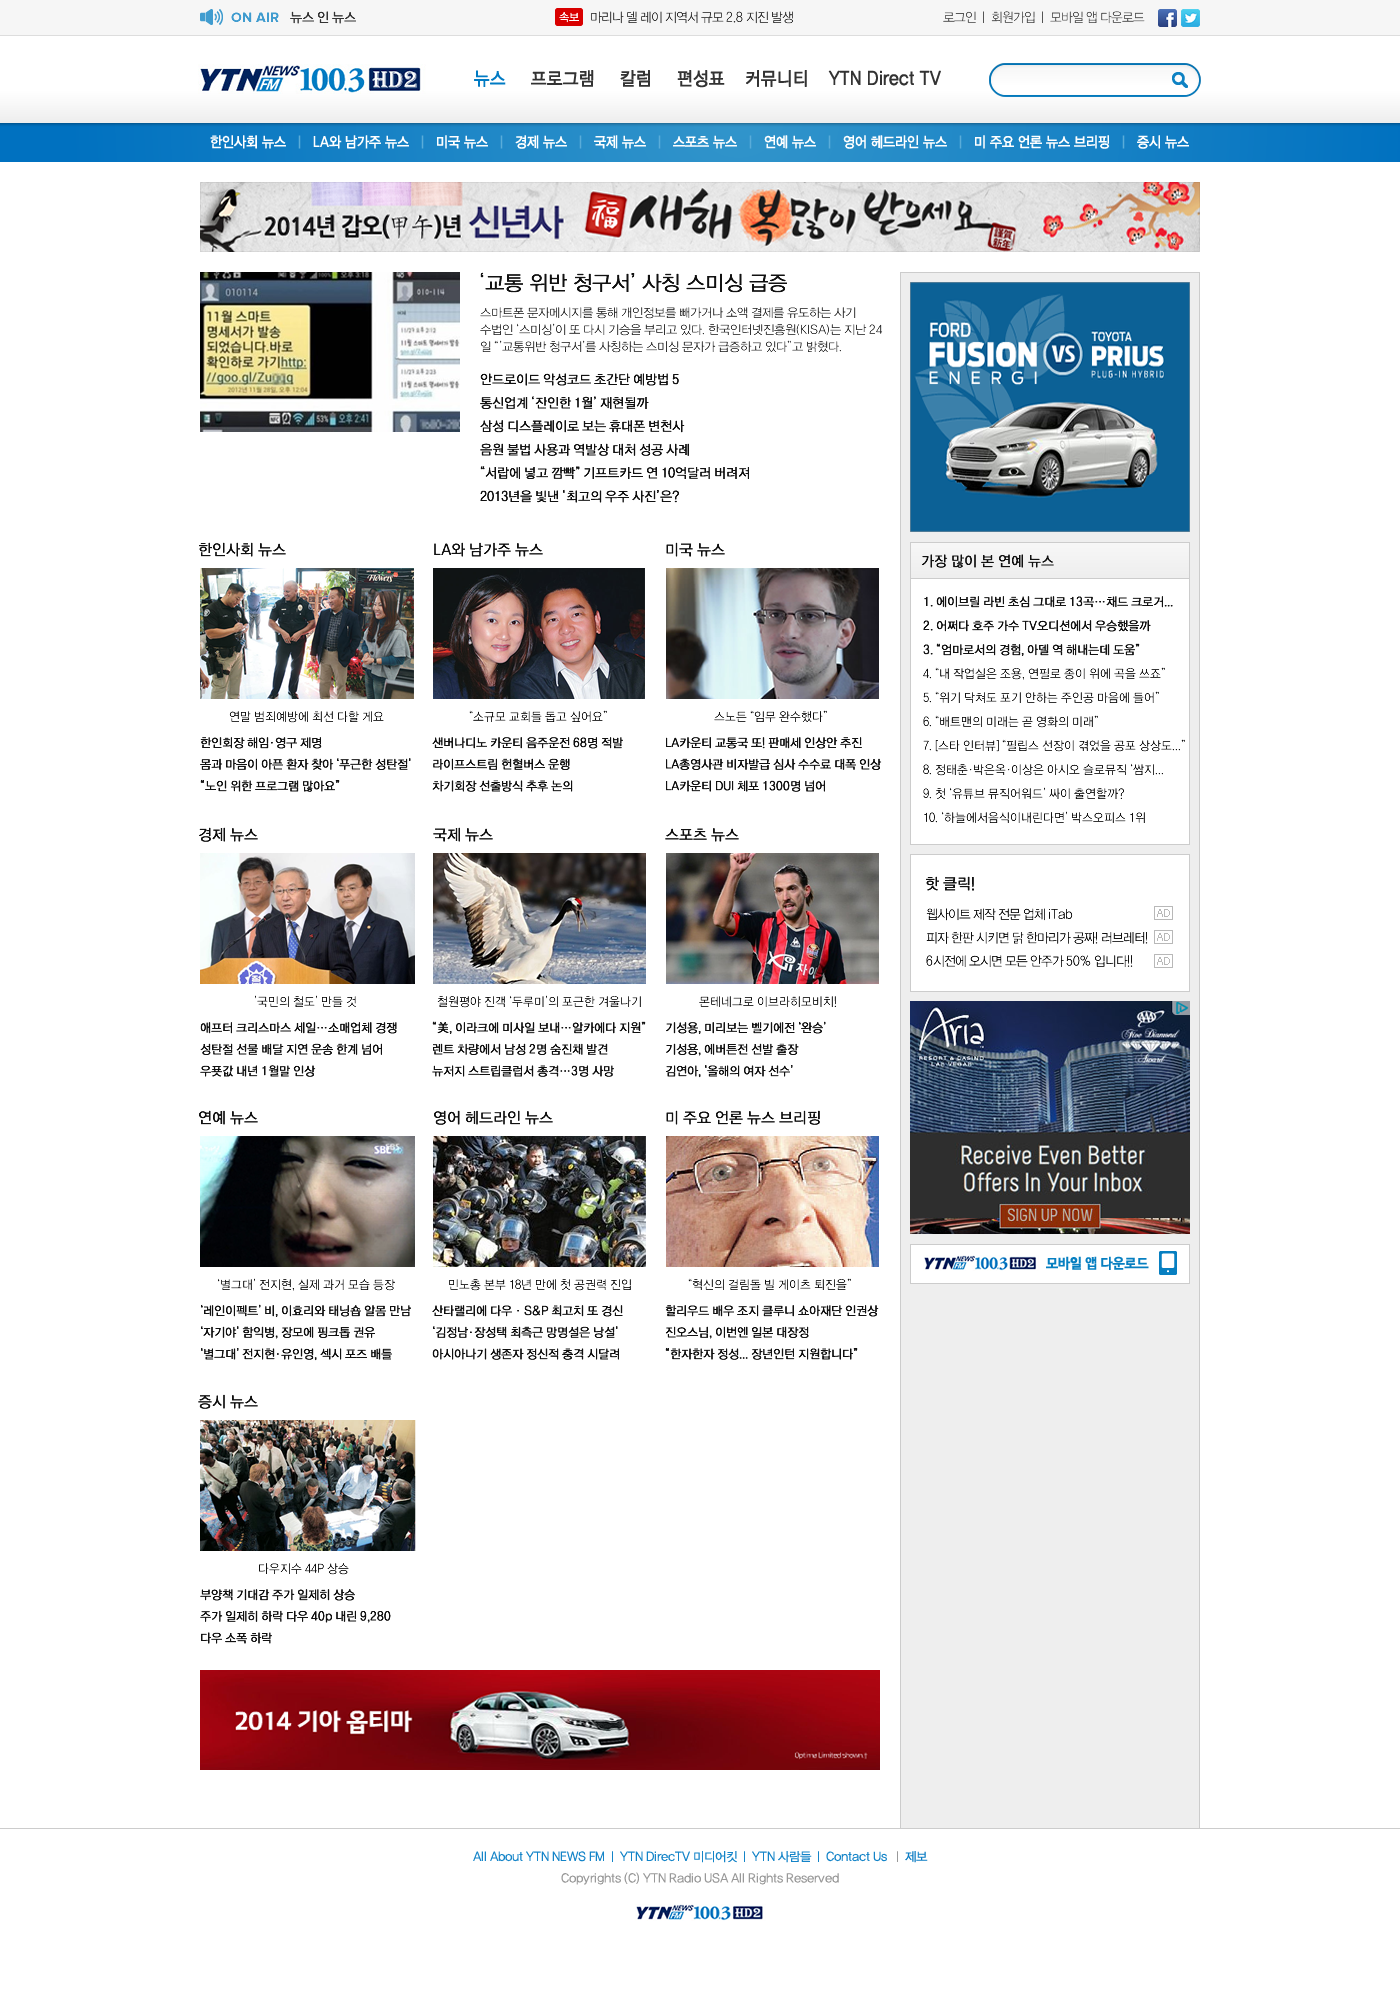 ON AIR 뉴스 인 뉴스
속보 마리나 델 레이 지역서 규모 2.8 지진 발생
로그인 | 회원가입 | 모바일 앱 다운로드
YTN NEWS FM 100.3 HD2
뉴스 프로그램 칼럼 편성표 커뮤니티 YTN Direct TV
한인사회 뉴스 | LA와 남가주 뉴스 | 미국 뉴스 | 경제 뉴스 | 국제 뉴스 | 스포츠 뉴스 | 연예 뉴스 | 영어 헤드라인 뉴스 | 미 주요 언론 뉴스 브리핑 | 증시 뉴스
2014년 갑오(甲午)년 신년사 福 새해 복 많이 받으세요 謹賀新年
010114
11월 스마트
명세서가 발송
되었습니다.바로
확인하로 가기http:
//goo.gl/Zu
2012년 11월 28일, 오후 12:04
53% 오후 2:41
010-114
‘교통 위반 청구서’ 사칭 스미싱 급증
스마트폰 문자메시지를 통해 개인정보를 빼가거나 소액 결제를 유도하는 사기
수법인 ‘스미싱’이 또 다시 기승을 부리고 있다. 한국인터넷진흥원(KISA)는 지난 24
일 “‘교통위반 청구서’를 사칭하는 스미싱 문자가 급증하고 있다”고 밝혔다.
안드로이드 악성코드 초간단 예방법 5
통신업계 ‘잔인한 1월’ 재현될까
삼성 디스플레이로 보는 휴대폰 변천사
음원 불법 사용과 역발상 대처 성공 사례
“서랍에 넣고 깜빡” 기프트카드 연 10억달러 버려져
2013년을 빛낸 ‘최고의 우주 사진’은?
한인사회 뉴스
Flowers
연말 범죄예방에 최선 다할 게요
한인회장 해임·영구 제명
몸과 마음이 아픈 환자 찾아 ‘푸근한 성탄절’
“노인 위한 프로그램 많아요”
LA와 남가주 뉴스
“소규모 교회들 돕고 싶어요”
샌버나디노 카운티 음주운전 68명 적발
라이프스트림 헌혈버스 운행
차기회장 선출방식 추후 논의
미국 뉴스
스노든 “임무 완수했다”
LA카운티 교통국 또! 판매세 인상안 추진
LA총영사관 비자발급 심사 수수료 대폭 인상
LA카운티 DUI 체포 1300명 넘어
경제 뉴스
‘국민의 철도’ 만들 것
애프터 크리스마스 세일…소매업체 경쟁
성탄절 선물 배달 지연 운송 한계 넘어
우푯값 내년 1월말 인상
국제 뉴스
철원평야 진객 ‘두루미’의 포근한 겨울나기
“美, 이라크에 미사일 보내…알카에다 지원”
렌트 차량에서 남성 2명 숨진채 발견
뉴저지 스트립클럽서 총격…3명 사망
스포츠 뉴스
자이
몬테네그로 이브라히모비치!
기성용, 미리보는 벨기에전 ‘완승’
기성용, 에버튼전 선발 출장
김연아, ‘올해의 여자 선수’
연예 뉴스
SBS
‘별그대’ 전지현, 실제 과거 모습 등장
‘레인이펙트’ 비, 이효리와 태닝숍 알몸 만남
‘자기야’ 함익병, 장모에 핑크톱 권유
‘별그대’ 전지현·유인영, 섹시 포즈 배틀
영어 헤드라인 뉴스
민노총 본부 18년 만에 첫 공권력 진입
산타랠리에 다우 · S&P 최고치 또 경신
‘김정남·장성택 최측근 망명설은 낭설’
아시아나기 생존자 정신적 충격 시달려
미 주요 언론 뉴스 브리핑
“혁신의 걸림돌 빌 게이츠 퇴진을”
할리우드 배우 조지 클루니 쇼아재단 인권상
진오스님, 이번엔 일본 대장정
“한자한자 정성... 장년인턴 지원합니다”
증시 뉴스
다우지수 44P 상승
부양책 기대감 주가 일제히 상승
주가 일제히 하락 다우 40p 내린 9,280
다우 소폭 하락
2014 기아 옵티마
Optima Limited shown.†
FORD FUSION ENERGI VS TOYOTA PRIUS PLUG-IN HYBRID
가장 많이 본 연예 뉴스
1. 에이브릴 라빈 초심 그대로 13곡…채드 크로거...
2. 어쩌다 호주 가수 TV오디션에서 우승했을까
3. “엄마로서의 경험, 아델 역 해내는데 도움”
4. “내 작업실은 조용, 연필로 종이 위에 곡을 쓰죠”
5. “위기 닥쳐도 포기 안하는 주인공 마음에 들어”
6. “배트맨의 미래는 곧 영화의 미래”
7. [스타 인터뷰] “필립스 선장이 겪었을 공포 상상도...”
8. 정태춘·박은옥·이상은 아시오 슬로뮤직 ‘쌈지...
9. 첫 ‘유튜브 뮤직어워드’ 싸이 출연할까?
10. ‘하늘에서음식이내린다면’ 박스오피스 1위
핫 클릭!
웹사이트 제작 전문 업체 iTab AD
피자 한판 시키면 닭 한마리가 공짜! 러브레터! AD
6시전에 오시면 모든 안주가 50% 입니다!! AD
Aria
RESORT & CASINO
LAS VEGAS
AAA
Five Diamond
Award
Receive Even Better
Offers In Your Inbox
SIGN UP NOW
YTN NEWS FM 100.3 HD2 모바일 앱 다운로드
All About YTN NEWS FM | YTN DirecTV 미디어킷 | YTN 사람들 | Contact Us | 제보
Copyrights (C) YTN Radio USA All Rights Reserved
YTN NEWS FM 100.3 HD2